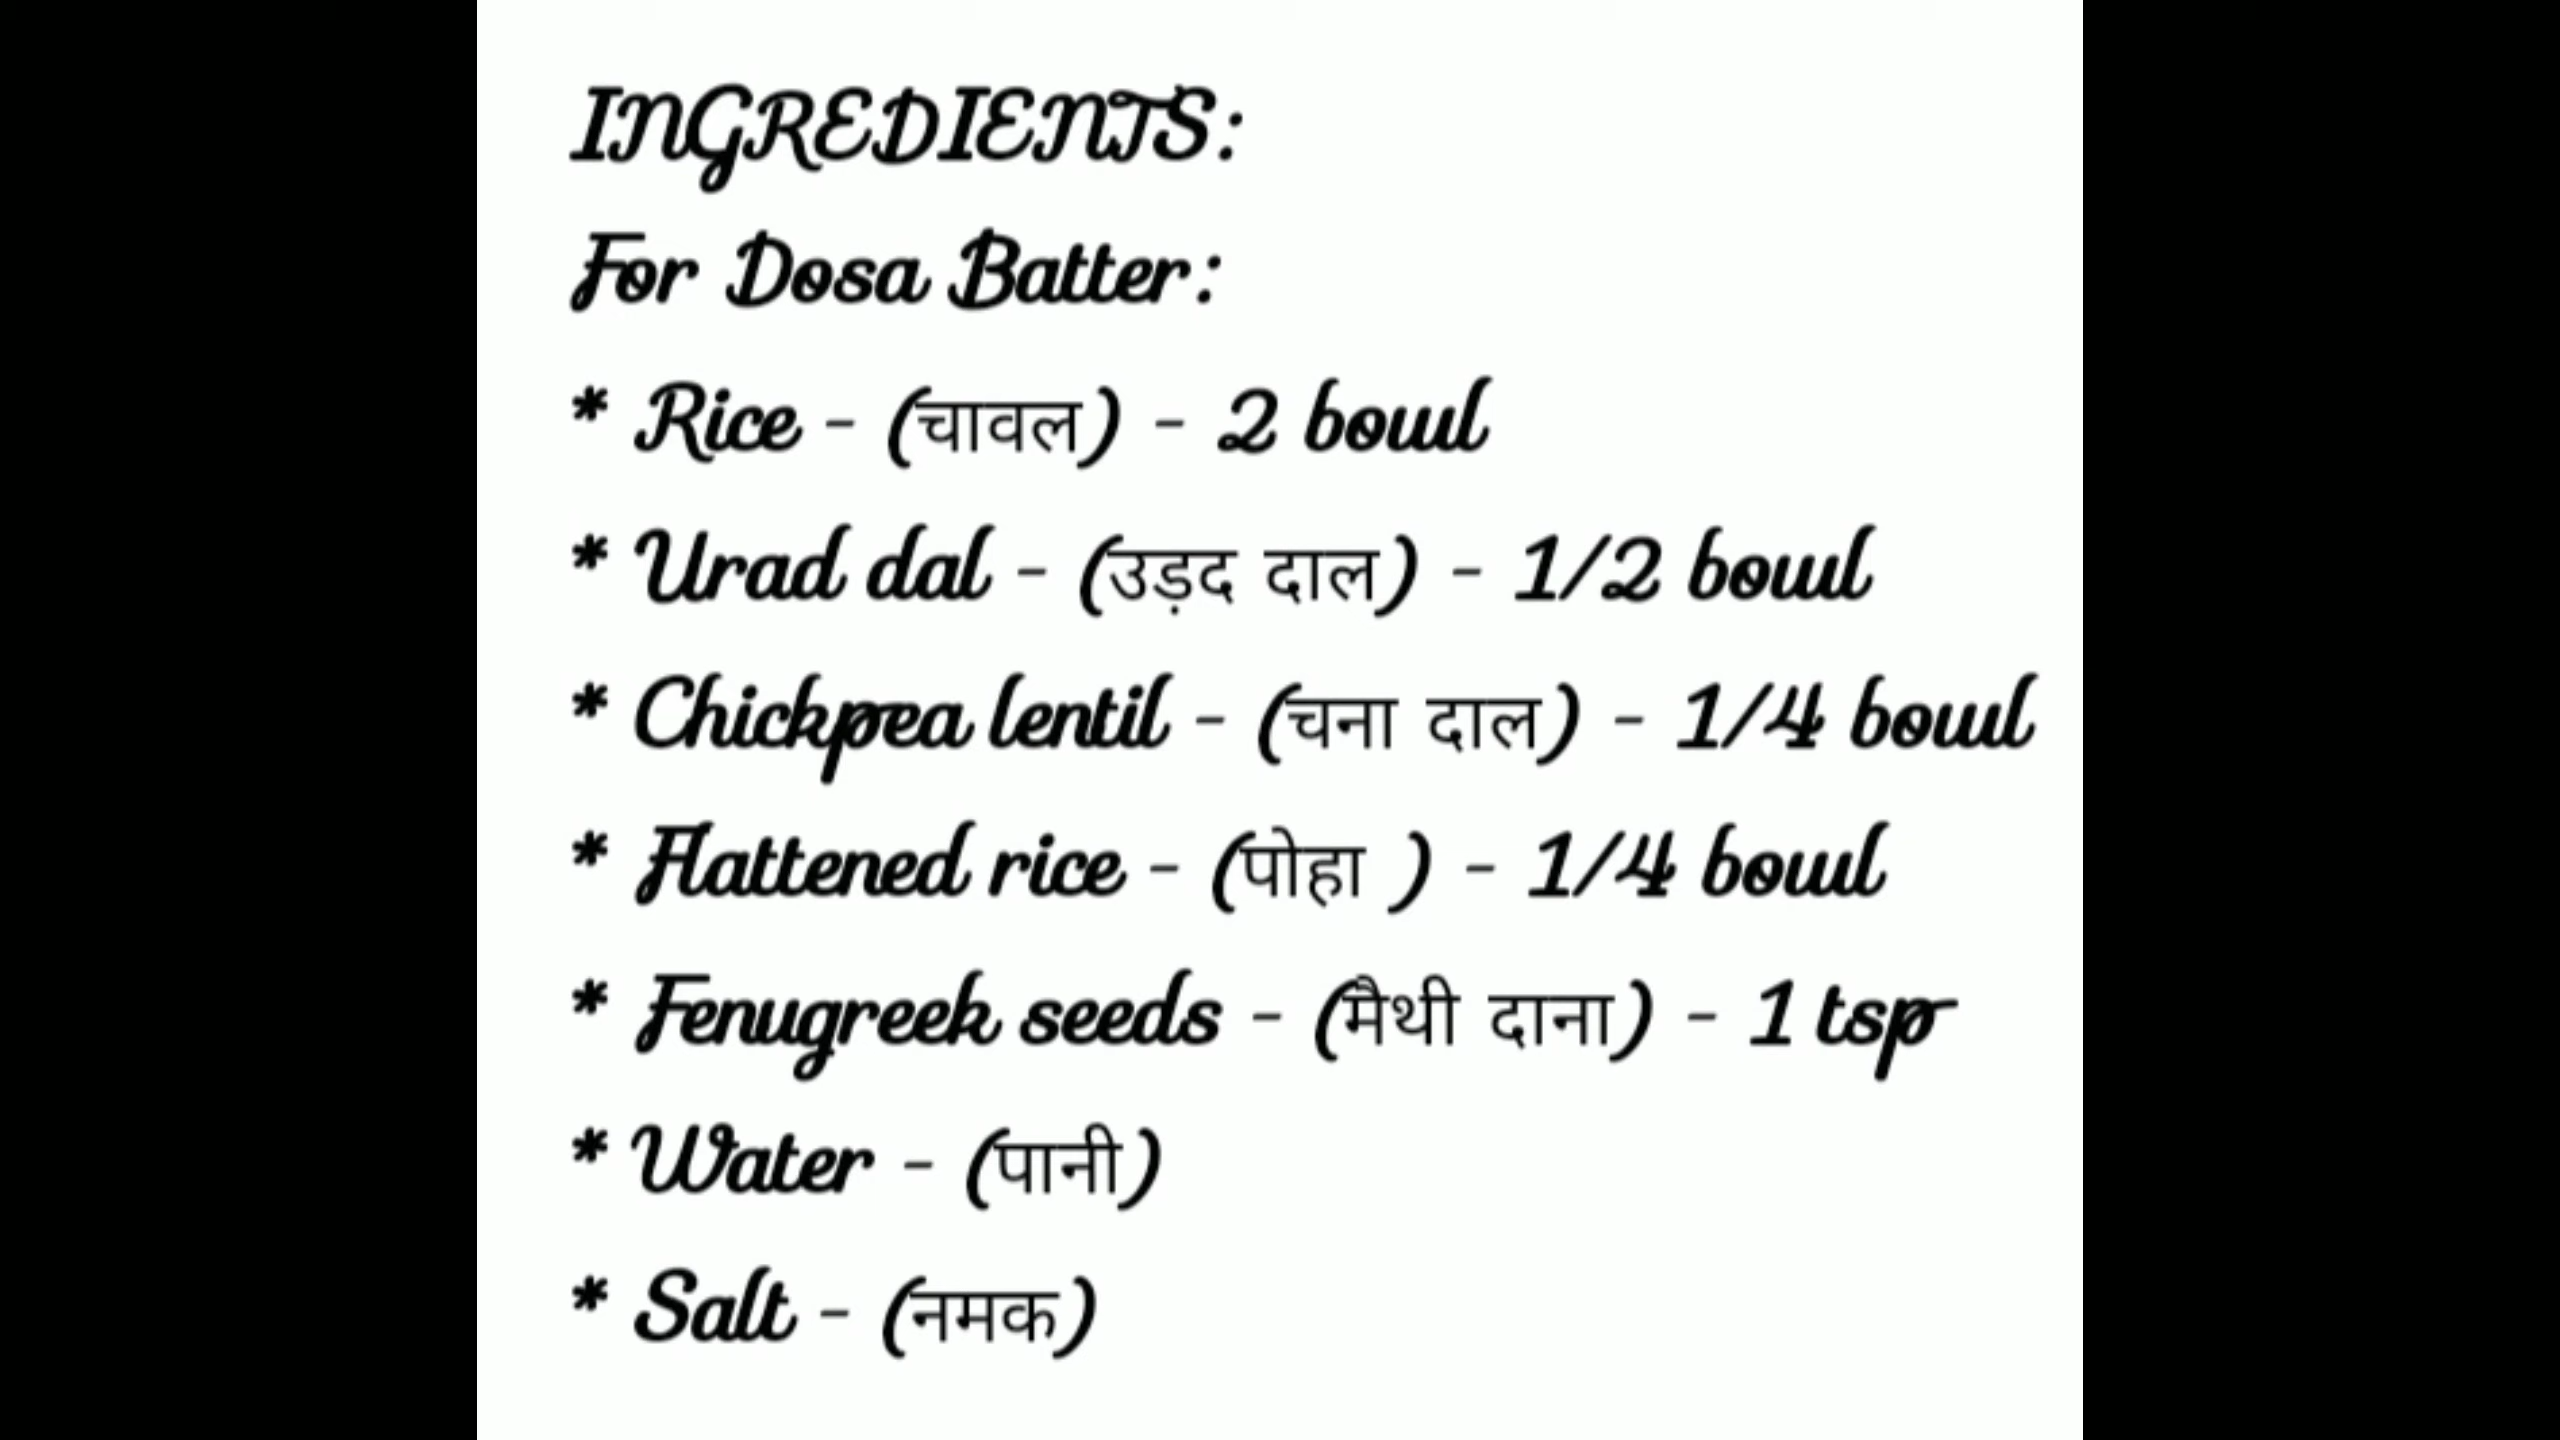 INGREDIENTS:
For Dosa Batter:
* Rice - (चावल) - 2 bowl
* Urad dal - (उड़द दाल) - 1/2 bowl
* Chickpea lentil - (चना दाल) - 1/4 bowl
* Flattened rice - (पोहा ) - 1/4 bowl
* Fenugreek seeds - (मैथी दाना) - 1 tsp
* Water - (पानी)
* Salt - (नमक)